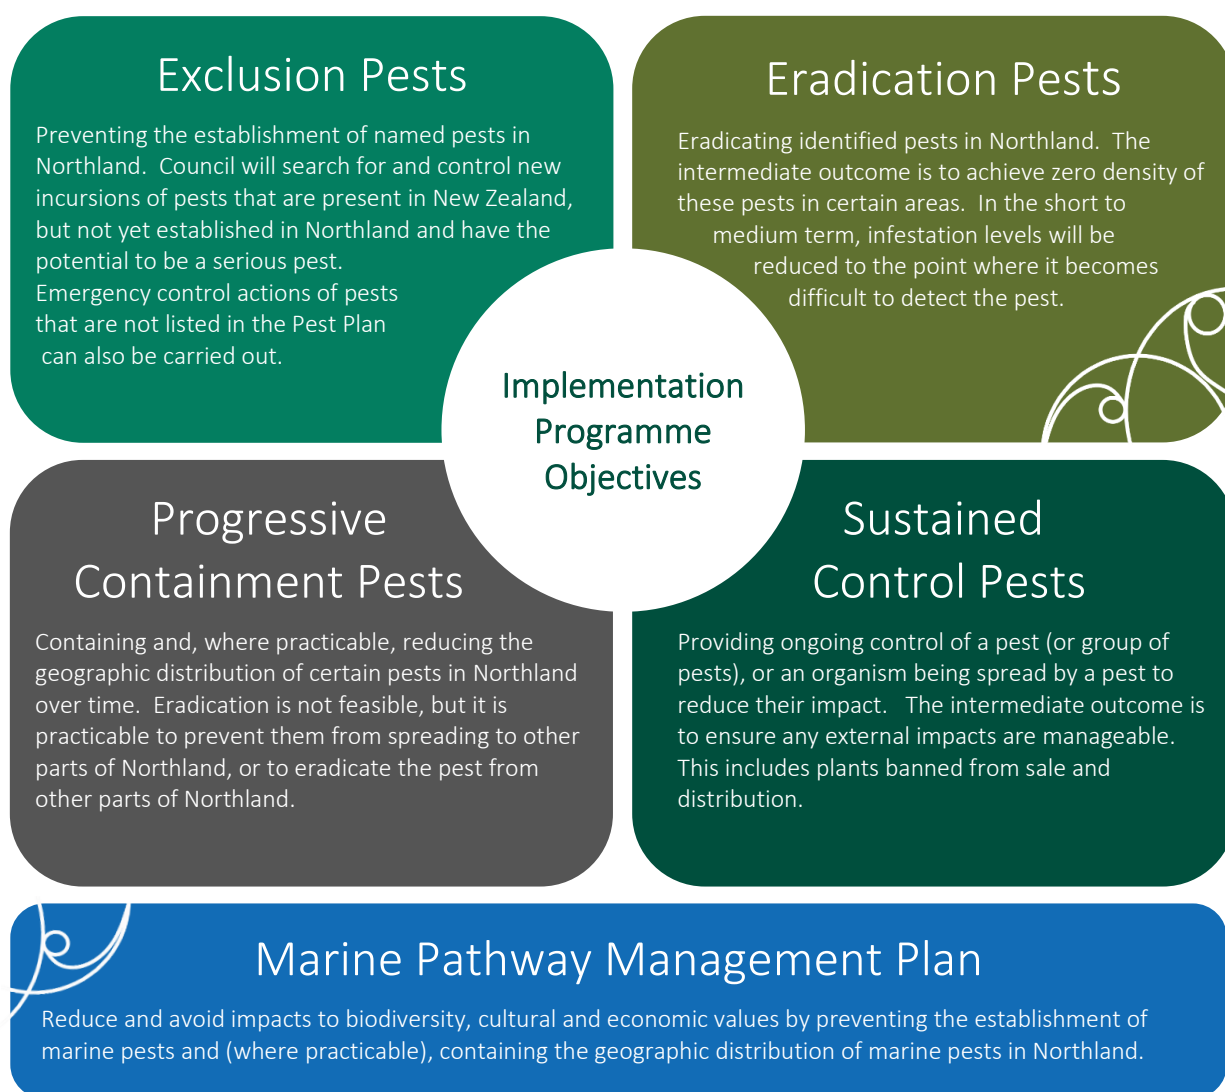 Exclusion Pests
Preventing the establishment of named pests in
Northland.  Council will search for and control new
incursions of pests that are present in New Zealand,
but not yet established in Northland and have the
potential to be a serious pest.
Emergency control actions of pests
that are not listed in the Pest Plan
can also be carried out.
Eradication Pests
Eradicating identified pests in Northland.  The
intermediate outcome is to achieve zero density of
these pests in certain areas.  In the short to
medium term, infestation levels will be
reduced to the point where it becomes
difficult to detect the pest.
Implementation
Programme
Objectives
Progressive
Containment Pests
Containing and, where practicable, reducing the
geographic distribution of certain pests in Northland
over time.  Eradication is not feasible, but it is
practicable to prevent them from spreading to other
parts of Northland, or to eradicate the pest from
other parts of Northland.
Sustained
Control Pests
Providing ongoing control of a pest (or group of
pests), or an organism being spread by a pest to
reduce their impact.   The intermediate outcome is
to ensure any external impacts are manageable.
This includes plants banned from sale and
distribution.
Marine Pathway Management Plan
Reduce and avoid impacts to biodiversity, cultural and economic values by preventing the establishment of
marine pests and (where practicable), containing the geographic distribution of marine pests in Northland.